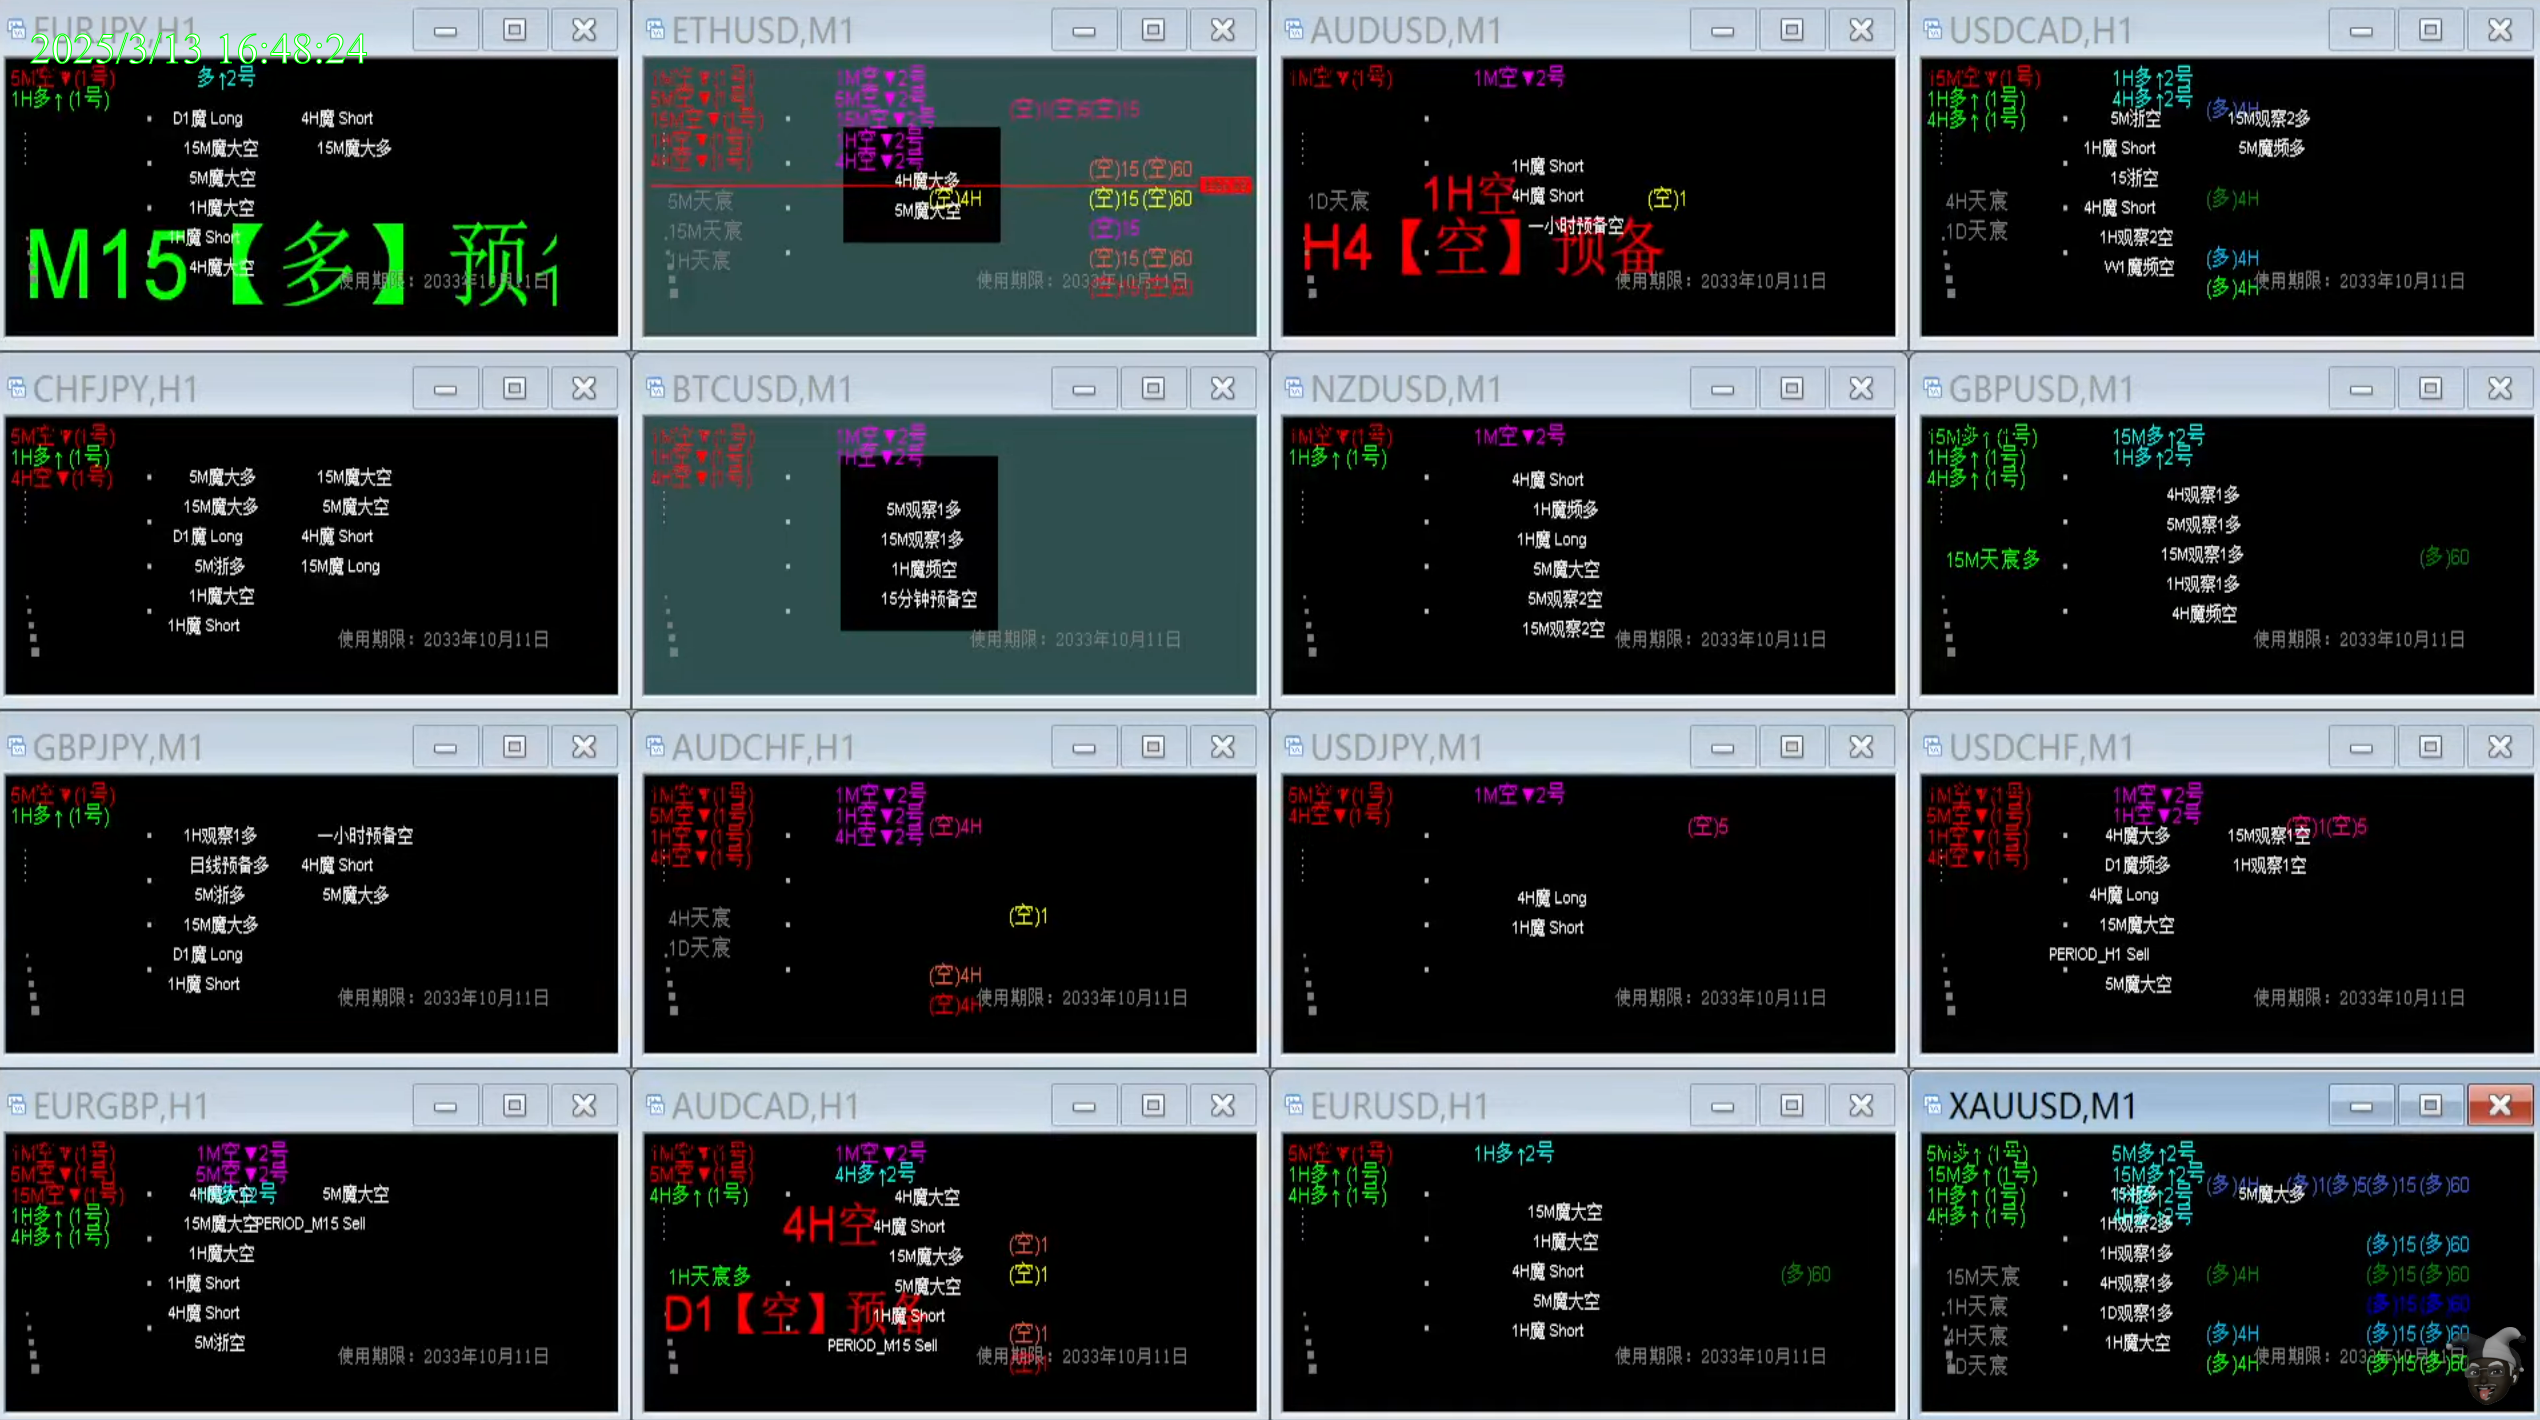 EURJPY,H1
2025/3/13 16:48:24
5M空▼(1号) 多↑2号
1H多↑(1号)
D1魔 Long 4H魔 Short
15M魔大空 15M魔大多
5M魔大空
1H魔大空
1H魔 Short
M15【多】预
4H魔大空
使用期限：2033年10月11日
ETHUSD,M1
1M空▼(1号) 1M空▼2号
5M空▼(1号) 5M空▼2号
15M空▼(1号) 15M空▼2号
(空)1(空)5(空)15
1H空▼(1号) 1H空▼2号
4H空▼(1号) 4H空▼2号
(空)15(空)60
4H魔大多
5M天宸 (空)4H (空)15(空)60
5M魔大空
15M天宸 (空)15
1H天宸 (空)15(空)60
使用期限：2033年10月11日
(空)15(空)60
AUDUSD,M1
1M空▼(1号) 1M空▼2号
1H魔 Short
1D天宸 1H空 4H魔 Short (空)1
一小时预备空
H4【空】预备
使用期限：2033年10月11日
USDCAD,H1
15M空▼(1号) 1H多↑2号
1H多↑(1号) 4H多↑2号 (多)4H
4H多↑(1号) 5M浙空 15M观察2多
1H魔 Short 5M魔频多
15浙空
4H天宸 4H魔 Short (多)4H
1D天宸 1H观察2空
W1魔频空 (多)4H
(多)4H 使用期限：2033年10月11日
CHFJPY,H1
5M空▼(1号)
1H多↑(1号)
4H空▼(1号)
5M魔大多 15M魔大空
15M魔大多 5M魔大空
D1魔 Long 4H魔 Short
5M浙多 15M魔 Long
1H魔大空
1H魔 Short
使用期限：2033年10月11日
BTCUSD,M1
1M空▼(1号) 1M空▼2号
1H空▼(1号) 1H空▼2号
4H空▼(1号)
5M观察1多
15M观察1多
1H魔频空
15分钟预备空
使用期限：2033年10月11日
NZDUSD,M1
1M空▼(1号) 1M空▼2号
1H多↑(1号)
4H魔 Short
1H魔频多
1H魔 Long
5M魔大空
5M观察2空
15M观察2空
使用期限：2033年10月11日
GBPUSD,M1
15M多↑(1号) 15M多↑2号
1H多↑(1号) 1H多↑2号
4H多↑(1号)
4H观察1多
5M观察1多
15M天宸多 15M观察1多 (多)60
1H观察1多
4H魔频空
使用期限：2033年10月11日
GBPJPY,M1
5M空▼(1号)
1H多↑(1号)
1H观察1多 一小时预备空
日线预备多 4H魔 Short
5M浙多 5M魔大多
15M魔大多
D1魔 Long
1H魔 Short
使用期限：2033年10月11日
AUDCHF,H1
1M空▼(1号) 1M空▼2号
5M空▼(1号) 1H空▼2号
1H空▼(1号) 4H空▼2号 (空)4H
4H空▼(1号)
4H天宸 (空)1
1D天宸
(空)4H
(空)4H 使用期限：2033年10月11日
USDJPY,M1
5M空▼(1号) 1M空▼2号
4H空▼(1号)
(空)5
4H魔 Long
1H魔 Short
使用期限：2033年10月11日
USDCHF,M1
1M空▼(1号) 1M空▼2号
5M空▼(1号) 1H空▼2号
(空)1(空)5
1H空▼(1号) 4H魔大多 15M观察1空
4H空▼(1号) D1魔频多 1H观察1空
4H魔 Long
15M魔大空
PERIOD_H1 Sell
5M魔大空
使用期限：2033年10月11日
EURGBP,H1
1M空▼(1号) 1M空▼2号
5M空▼(1号) 5M空▼2号
15M空▼(1号) 4H魔大空 5M魔大空
1H多↑(1号) 15M魔大空 PERIOD_M15 Sell
4H多↑(1号)
1H魔大空
1H魔 Short
4H魔 Short
5M浙空
使用期限：2033年10月11日
AUDCAD,H1
1M空▼(1号) 1M空▼2号
5M空▼(1号) 4H多↑2号
4H多↑(1号) 4H魔大空
4H空 4H魔 Short
15M魔大多 (空)1
1H天宸多 5M魔大空 (空)1
D1【空】预备 1H魔 Short
PERIOD_M15 Sell (空)1
使用期限：2033年10月11日
(空)1
EURUSD,H1
5M空▼(1号) 1H多↑2号
1H多↑(1号)
4H多↑(1号)
15M魔大空
1H魔大空
4H魔 Short (多)60
5M魔大空
1H魔 Short
使用期限：2033年10月11日
XAUUSD,M1
5M多↑(1号) 5M多↑2号
15M多↑(1号) 15M多↑2号 (多)4H (多)1(多)5(多)15(多)60
1H多↑(1号) 5M魔大多
4H多↑(1号) 4H多↑2号
1H观察2多
1H观察1多 (多)15(多)60
15M天宸 4H观察1多 (多)4H (多)15(多)60
1H天宸 1D观察1多 (多)15(多)60
4H天宸 1H魔大空 (多)4H (多)15(多)60
1D天宸 (多)4H 使用期限：2033年10月11日
(多)15(多)60